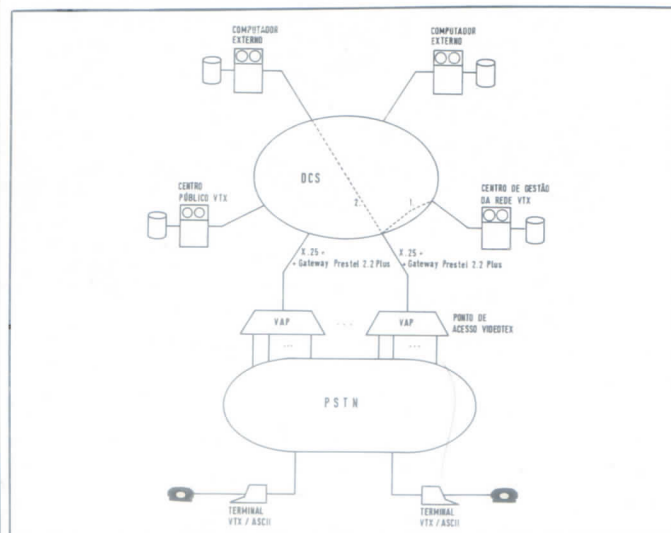 COMPUTADOR
EXTERNO
COMPUTADOR
EXTERNO
DCS
CENTRO
PÚBLICO VTX
2.
1.
CENTRO DE GESTÃO
DA REDE VTX
X.25 +
+ Gateway Prestel 2.2 Plus
X.25 +
+ Gateway Prestel 2.2 Plus
VAP
...
VAP
PONTO DE
ACESSO VIDEOTEX
...
...
PSTN
TERMINAL
VTX / ASCII
TERMINAL
VTX / ASCII